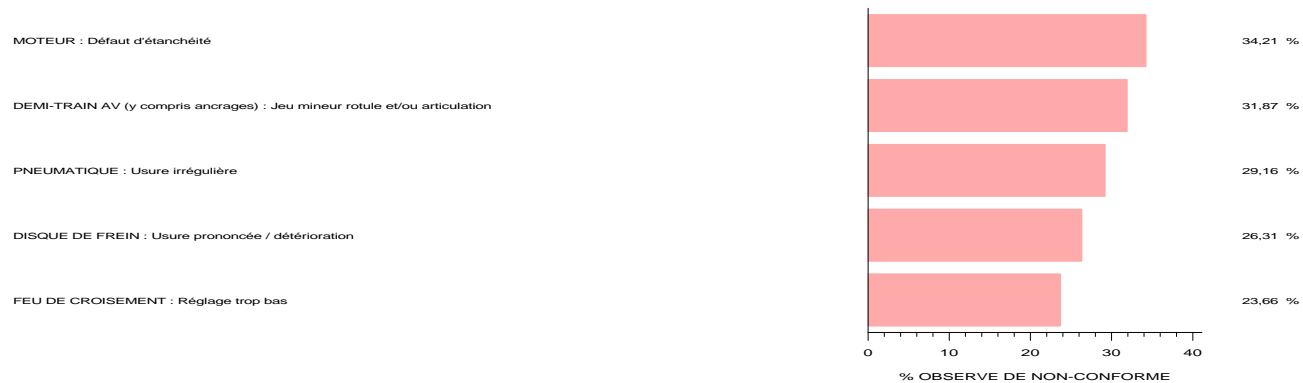 MOTEUR : Défaut d'étanchéité 34,21 %
DEMI-TRAIN AV (y compris ancrages) : Jeu mineur rotule et/ou articulation 31,87 %
PNEUMATIQUE : Usure irrégulière 29,16 %
DISQUE DE FREIN : Usure prononcée / détérioration 26,31 %
FEU DE CROISEMENT : Réglage trop bas 23,66 %
0 10 20 30 40
% OBSERVE DE NON-CONFORME